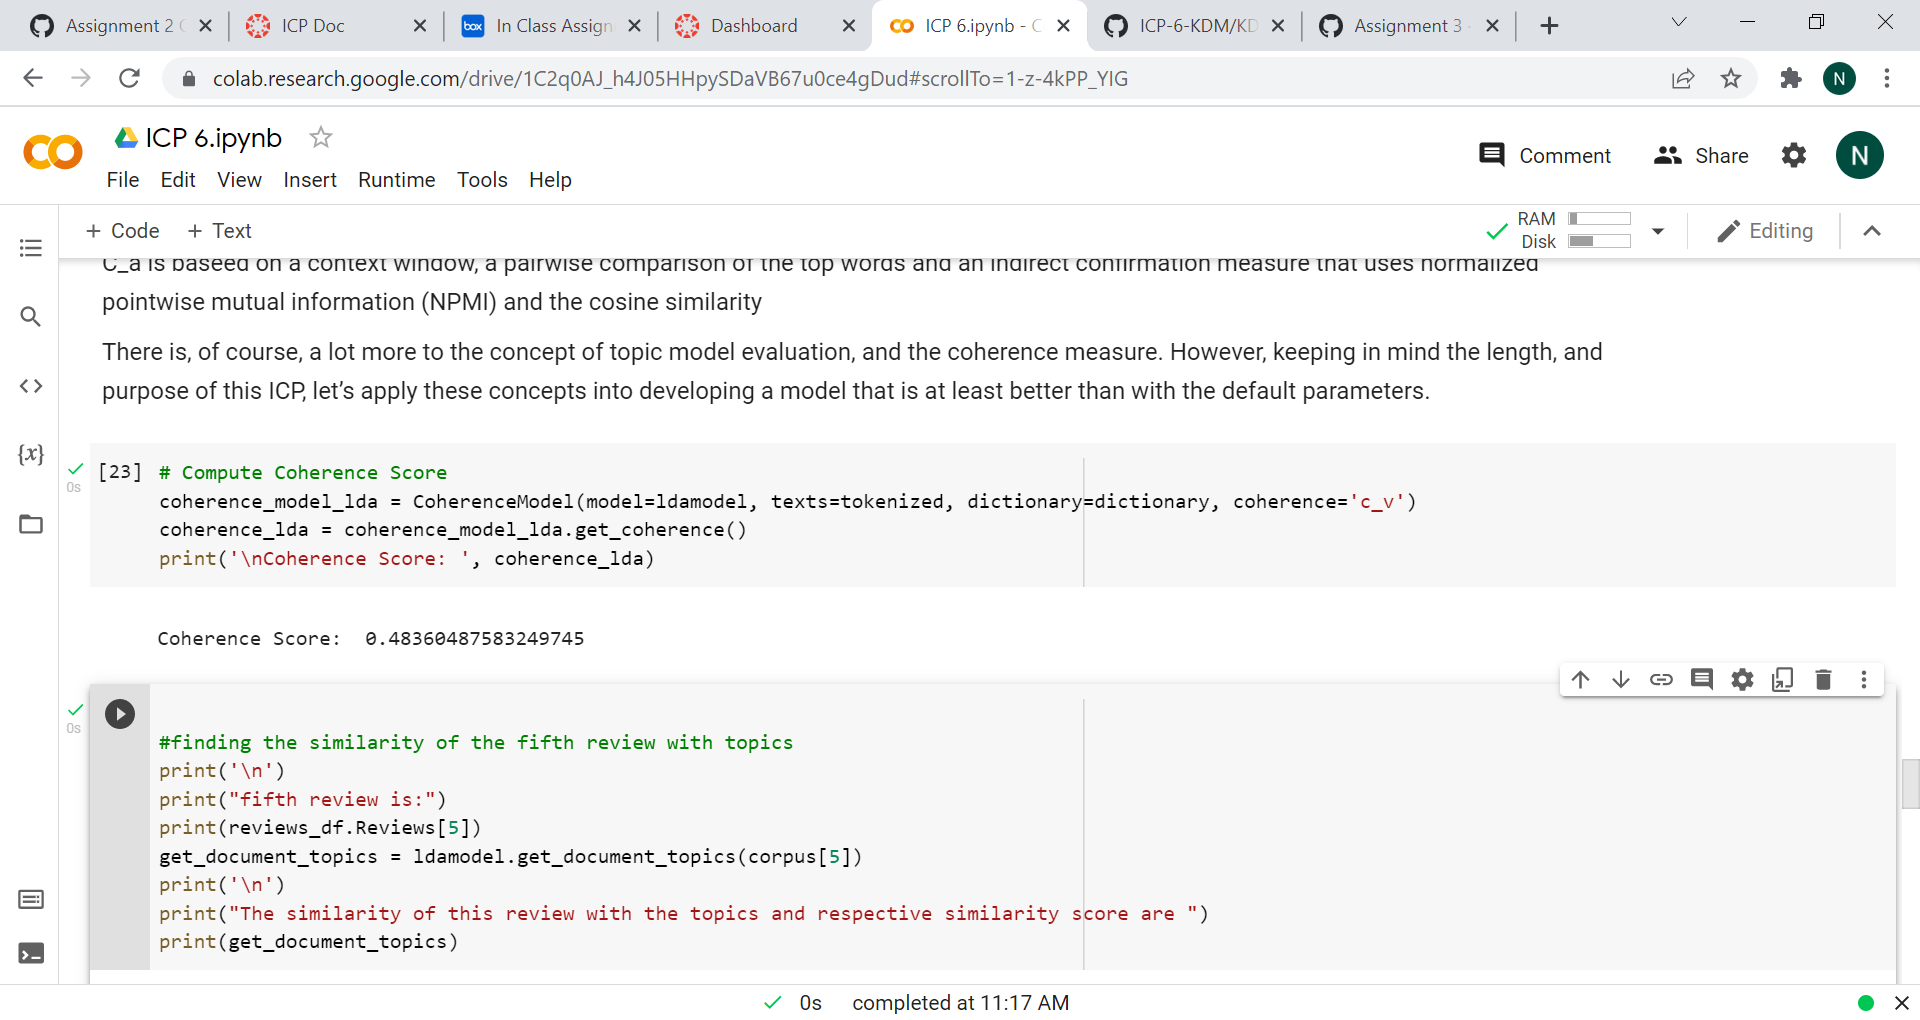 Assignment 2
ICP Doc
In Class Assign
Dashboard
ICP 6.ipynb - C
ICP-6-KDM/KD
Assignment 3
colab.research.google.com/drive/1C2q0AJ_h4J05HHpySDaVB67u0ce4gDud#scrollTo=1-z-4kPP_YIG
N
ICP 6.ipynb
Comment
Share
N
File Edit View Insert Runtime Tools Help
+ Code + Text
RAM
Disk
Editing
C_a is baseed on a context window, a pairwise comparison of the top words and an indirect confirmation measure that uses normalized
pointwise mutual information (NPMI) and the cosine similarity
There is, of course, a lot more to the concept of topic model evaluation, and the coherence measure. However, keeping in mind the length, and
purpose of this ICP, let’s apply these concepts into developing a model that is at least better than with the default parameters.
0s
[23] # Compute Coherence Score
coherence_model_lda = CoherenceModel(model=ldamodel, texts=tokenized, dictionary=dictionary, coherence='c_v')
coherence_lda = coherence_model_lda.get_coherence()
print('\nCoherence Score: ', coherence_lda)
Coherence Score:  0.48360487583249745
0s
#finding the similarity of the fifth review with topics
print('\n')
print("fifth review is:")
print(reviews_df.Reviews[5])
get_document_topics = ldamodel.get_document_topics(corpus[5])
print('\n')
print("The similarity of this review with the topics and respective similarity score are ")
print(get_document_topics)
0s completed at 11:17 AM